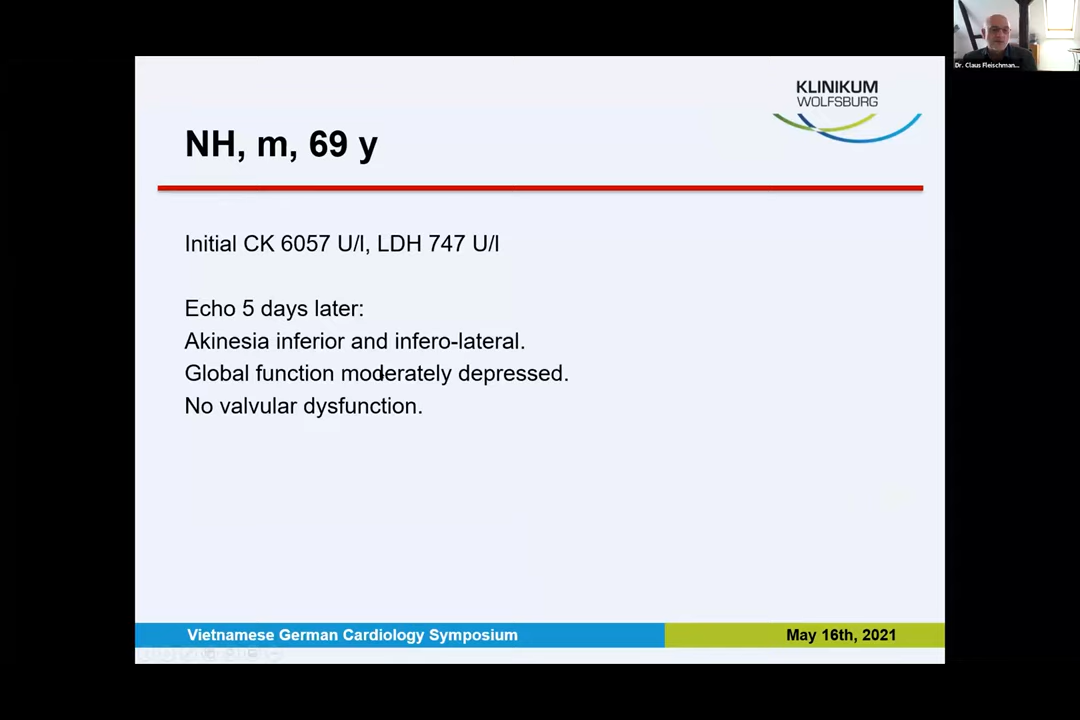 Dr. Claus Fleischman...
KLINIKUM
WOLFSBURG
NH, m, 69 y
Initial CK 6057 U/l, LDH 747 U/l
Echo 5 days later:
Akinesia inferior and infero-lateral.
Global function moderately depressed.
No valvular dysfunction.
Vietnamese German Cardiology Symposium
May 16th, 2021